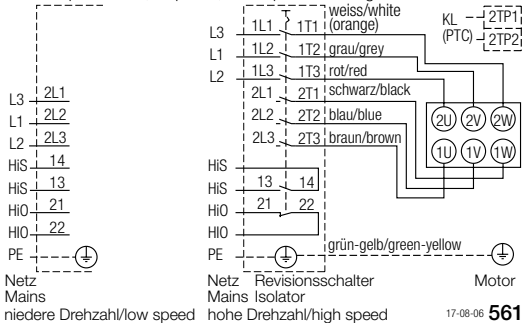 weiss/white
L3 1L1 1T1 (orange)
KL 2TP1
(PTC) 2TP2
L1 1L2 1T2 grau/grey
L2 1L3 1T3 rot/red
2L1 2T1 schwarz/black
2L2 2T2 blau/blue
2L3 2T3 braun/brown
L3 2L1
L1 2L2
L2 2L3
HiS 14
HiS 13
HiO 21
HIO 22
PE
HiS
HiS 13 14
HiO 21 22
HIO
PE
grün-gelb/green-yellow
2U 2V 2W
1U 1V 1W
Netz
Mains
niedere Drehzahl/low speed
Netz Revisionsschalter
Mains Isolator
hohe Drehzahl/high speed
Motor
17-08-06 561